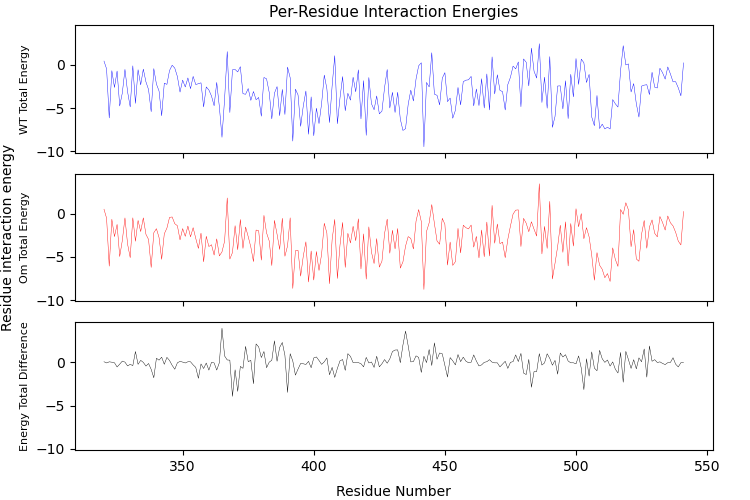 Per-Residue Interaction Energies
Residue interaction energy
WT Total Energy
0
−5
−10
Om Total Energy
0
−5
−10
Energy Total Difference
0
−5
−10
350
400
450
500
550
Residue Number